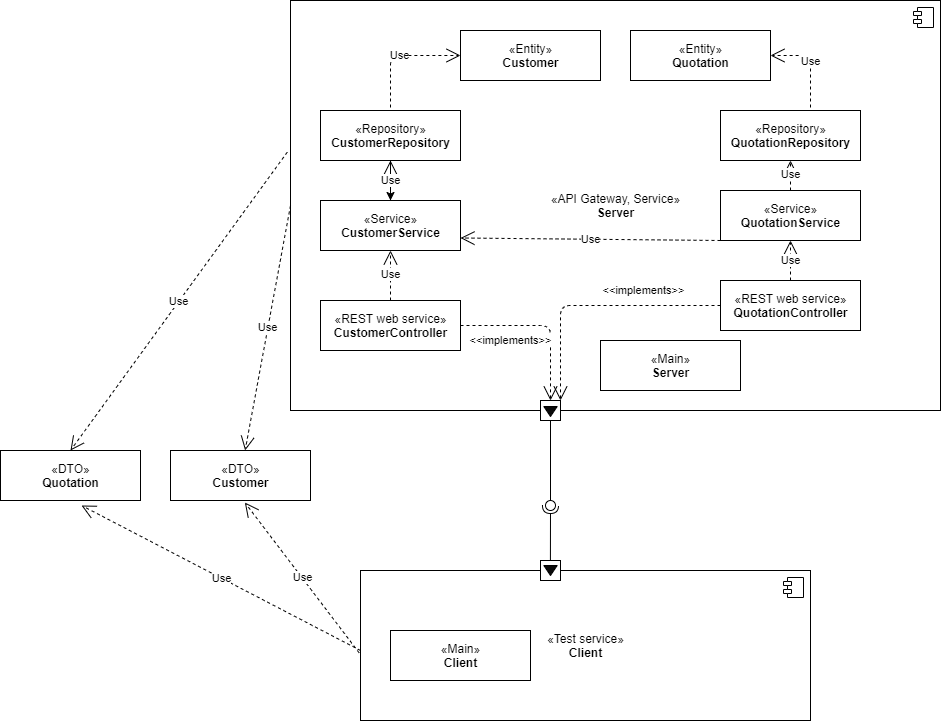 «Entity»
Customer
«Entity»
Quotation
Use
Use
«Repository»
CustomerRepository
«Repository»
QuotationRepository
Use
Use
«API Gateway, Service»
Server
«Service»
CustomerService
«Service»
QuotationService
Use
Use
Use
<<implements>>
«REST web service»
CustomerController
«REST web service»
QuotationController
<<implements>>
«Main»
Server
Use
Use
«DTO»
Quotation
«DTO»
Customer
Use
Use
«Main»
Client
«Test service»
Client